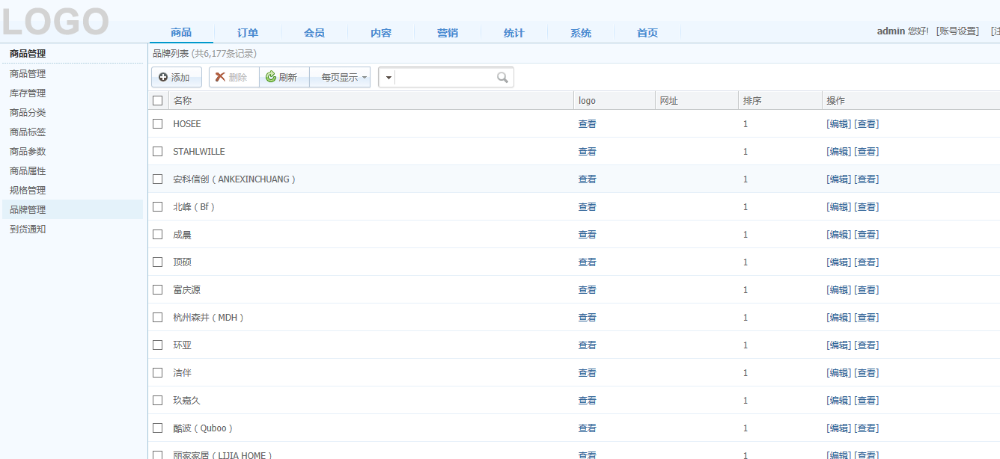 LOGO
商品 订单 会员 内容 营销 统计 系统 首页
admin 您好! [账号设置]
商品管理
商品管理
库存管理
商品分类
商品标签
商品参数
商品属性
规格管理
品牌管理
到货通知
品牌列表 (共6,177条记录)
添加 删除 刷新 每页显示
名称 logo 网址 排序 操作
HOSEE 查看 1 [编辑] [查看]
STAHLWILLE 查看 1 [编辑] [查看]
安科信创（ANKEXINCHUANG） 查看 1 [编辑] [查看]
北峰（Bf） 查看 1 [编辑] [查看]
成晨 查看 1 [编辑] [查看]
顶硕 查看 1 [编辑] [查看]
富庆源 查看 1 [编辑] [查看]
杭州森井（MDH） 查看 1 [编辑] [查看]
环亚 查看 1 [编辑] [查看]
洁伴 查看 1 [编辑] [查看]
玖嘉久 查看 1 [编辑] [查看]
酷波（Quboo） 查看 1 [编辑] [查看]
丽家家居（LIJIA HOME） 查看 1 [编辑] [查看]